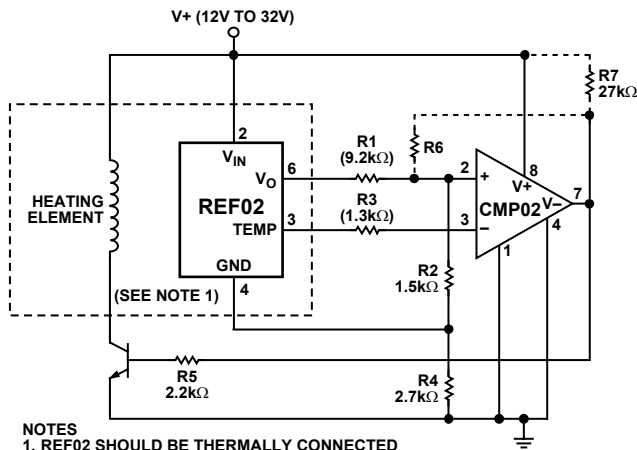 V+ (12V TO 32V)
R7
27kΩ
2
VIN
VO
6
R1
(9.2kΩ)
R6
2
+
8
V+
V–
7
HEATING
ELEMENT
REF02
TEMP
3
R3
(1.3kΩ)
3
–
CMP02
4
1
GND
4
R2
1.5kΩ
(SEE NOTE 1)
R5
2.2kΩ
R4
2.7kΩ
NOTES
1. REF02 SHOULD BE THERMALLY CONNECTED